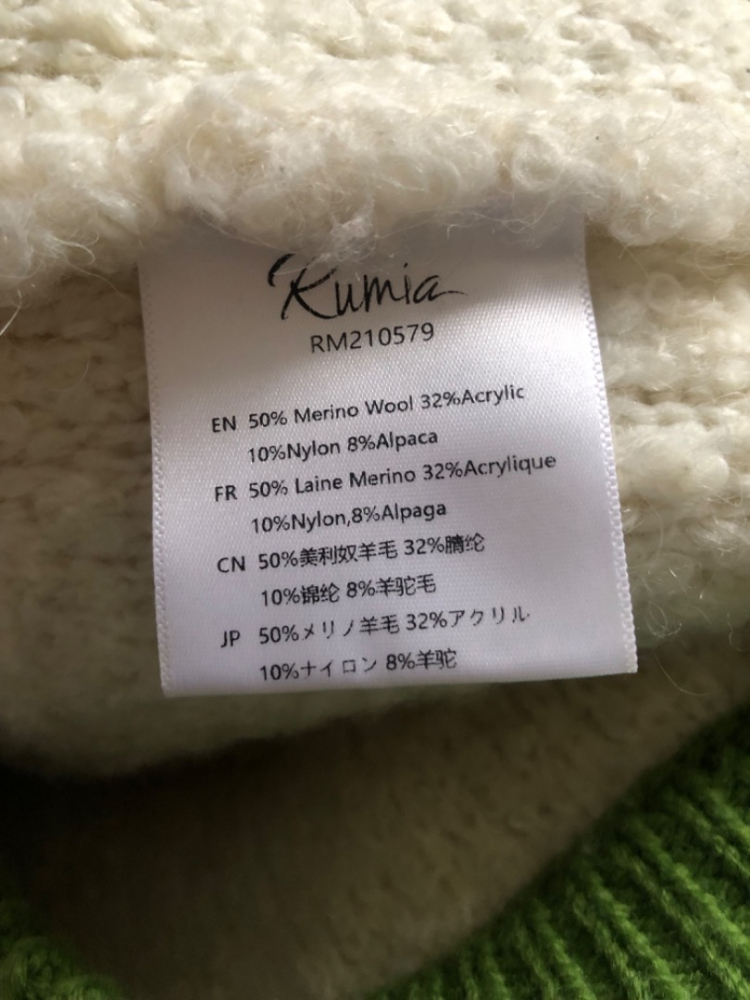 Rumia
RM210579
EN 50% Merino Wool 32%Acrylic
10%Nylon 8%Alpaca
FR 50% Laine Merino 32%Acrylique
10%Nylon,8%Alpaga
CN 50%美利奴羊毛 32%腈纶
10%锦纶 8%羊驼毛
JP 50%メリノ羊毛 32%アクリル
10%ナイロン 8%羊驼